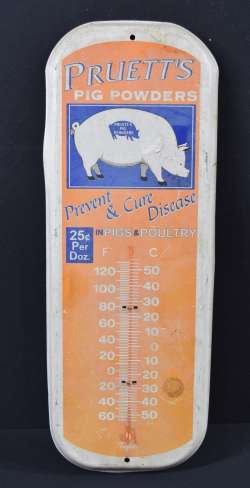 PRUETT'S
PIG POWDERS
PRUETT'S
PIG
POWDERS
Prevent
& Cure
Disease
IN PIGS & POULTRY
25¢
Per
Doz.
F C
120 50
100 40
80 30
60 20
40 10
20 0
0 10
20 20
20 30
40 40
60 50